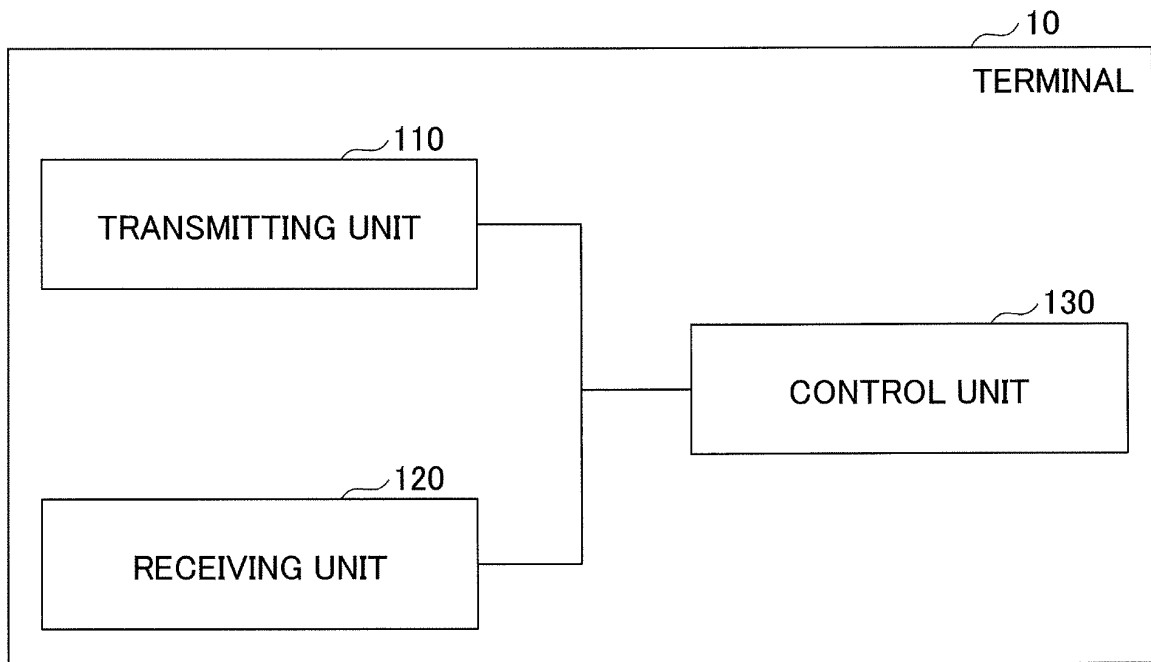 10
TERMINAL
110
TRANSMITTING UNIT
130
CONTROL UNIT
120
RECEIVING UNIT